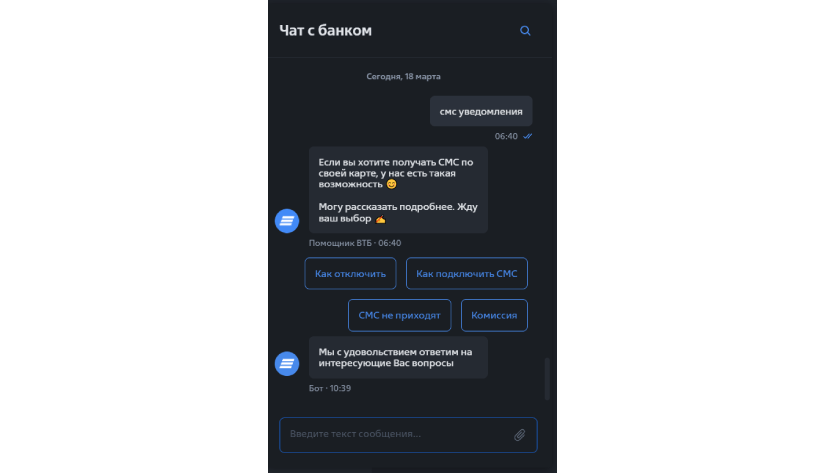 Чат с банком
Сегодня, 18 марта
смс уведомления
06:40
Если вы хотите получать СМС по
своей карте, у нас есть такая
возможность 😄
Могу рассказать подробнее. Жду
ваш выбор ✍️
Помощник ВТБ · 06:40
Как отключить
Как подключить СМС
СМС не приходят
Комиссия
Мы с удовольствием ответим на
интересующие Вас вопросы
Бот · 10:39
Введите текст сообщения...